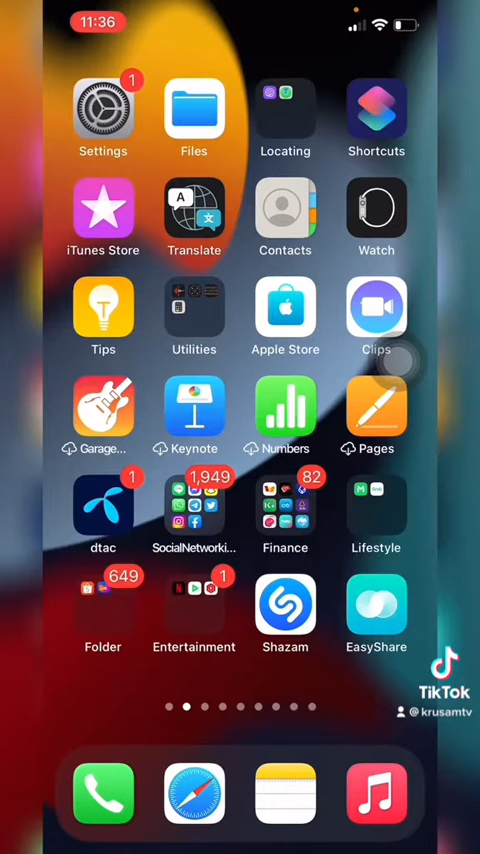 11:36
1
Settings
Files
Locating
Shortcuts
A
文
iTunes Store
Translate
Contacts
Watch
Tips
Utilities
Apple Store
Clips
Garage...
Keynote
Numbers
Pages
1
1,949
82
dtac
SocialNetworki...
Finance
Lifestyle
649
1
Folder
Entertainment
Shazam
EasyShare
TikTok
@krusamtv